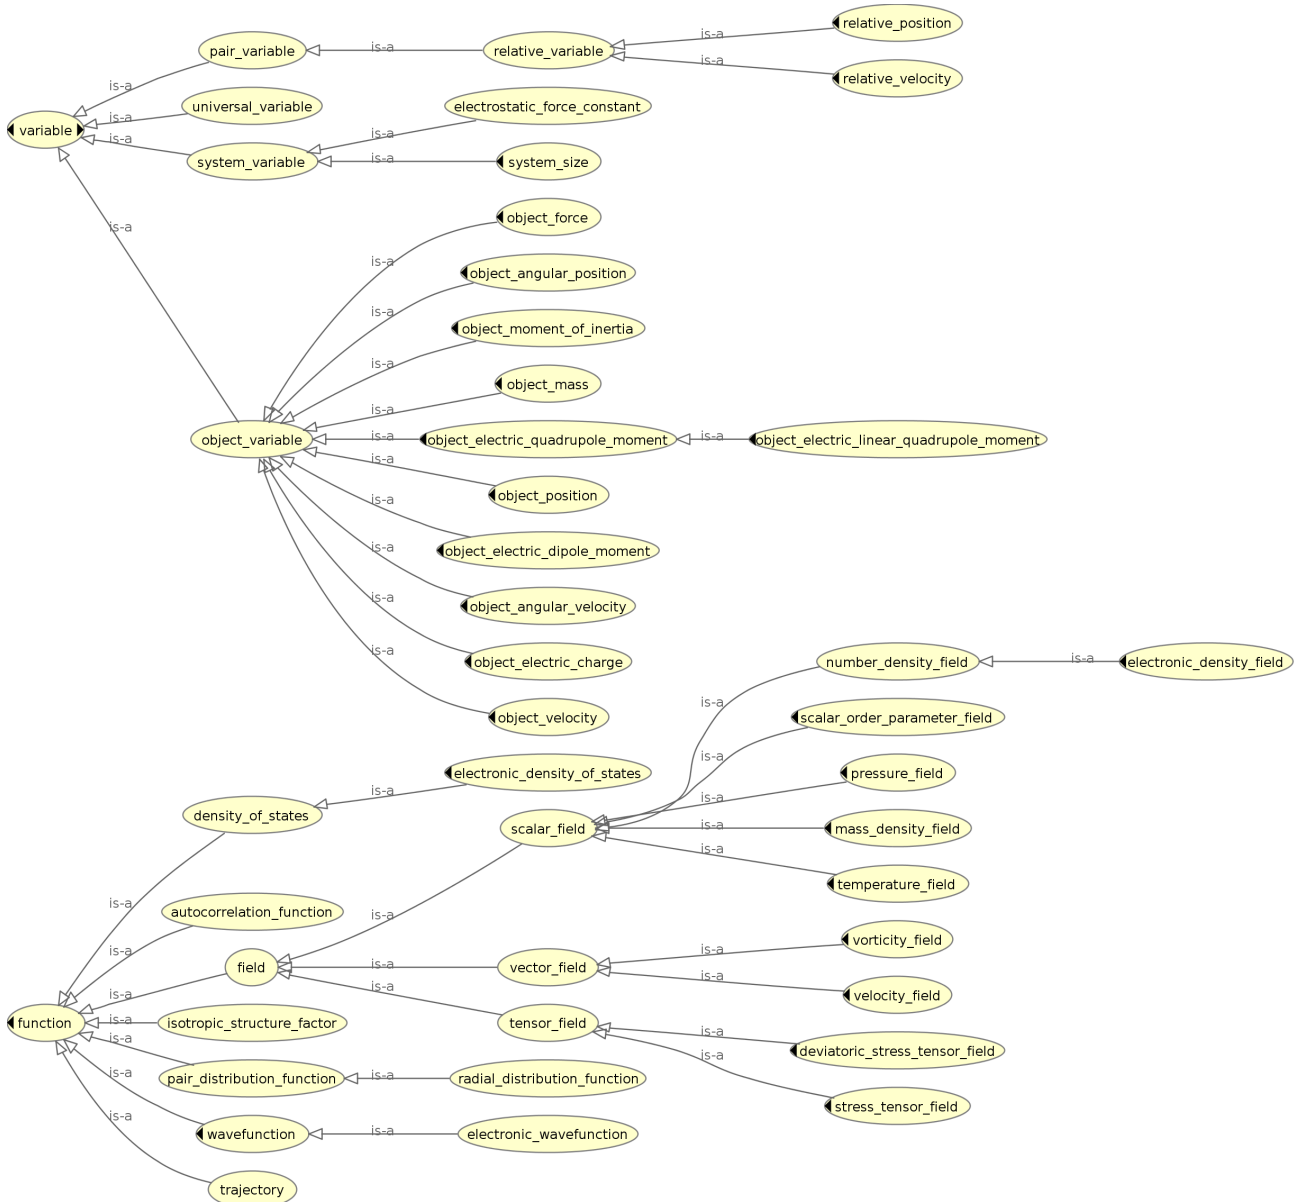 relative_position
is-a
pair_variable
is-a
relative_variable
is-a
relative_velocity
is-a
universal_variable
electrostatic_force_constant
variable
is-a
is-a
is-a
system_variable
is-a
system_size
object_force
is-a
is-a
object_angular_position
is-a
object_moment_of_inertia
is-a
object_mass
is-a
object_variable
is-a
object_electric_quadrupole_moment
is-a
object_electric_linear_quadrupole_moment
is-a
object_position
is-a
object_electric_dipole_moment
is-a
object_angular_velocity
is-a
object_electric_charge
is-a
object_velocity
number_density_field
is-a
electronic_density_field
is-a
scalar_order_parameter_field
is-a
electronic_density_of_states
pressure_field
is-a
is-a
density_of_states
scalar_field
is-a
mass_density_field
is-a
temperature_field
is-a
autocorrelation_function
is-a
vorticity_field
is-a
is-a
field
is-a
vector_field
is-a
velocity_field
is-a
is-a
function
is-a
isotropic_structure_factor
tensor_field
is-a
deviatoric_stress_tensor_field
is-a
is-a
pair_distribution_function
is-a
radial_distribution_function
is-a
stress_tensor_field
is-a
wavefunction
is-a
electronic_wavefunction
trajectory